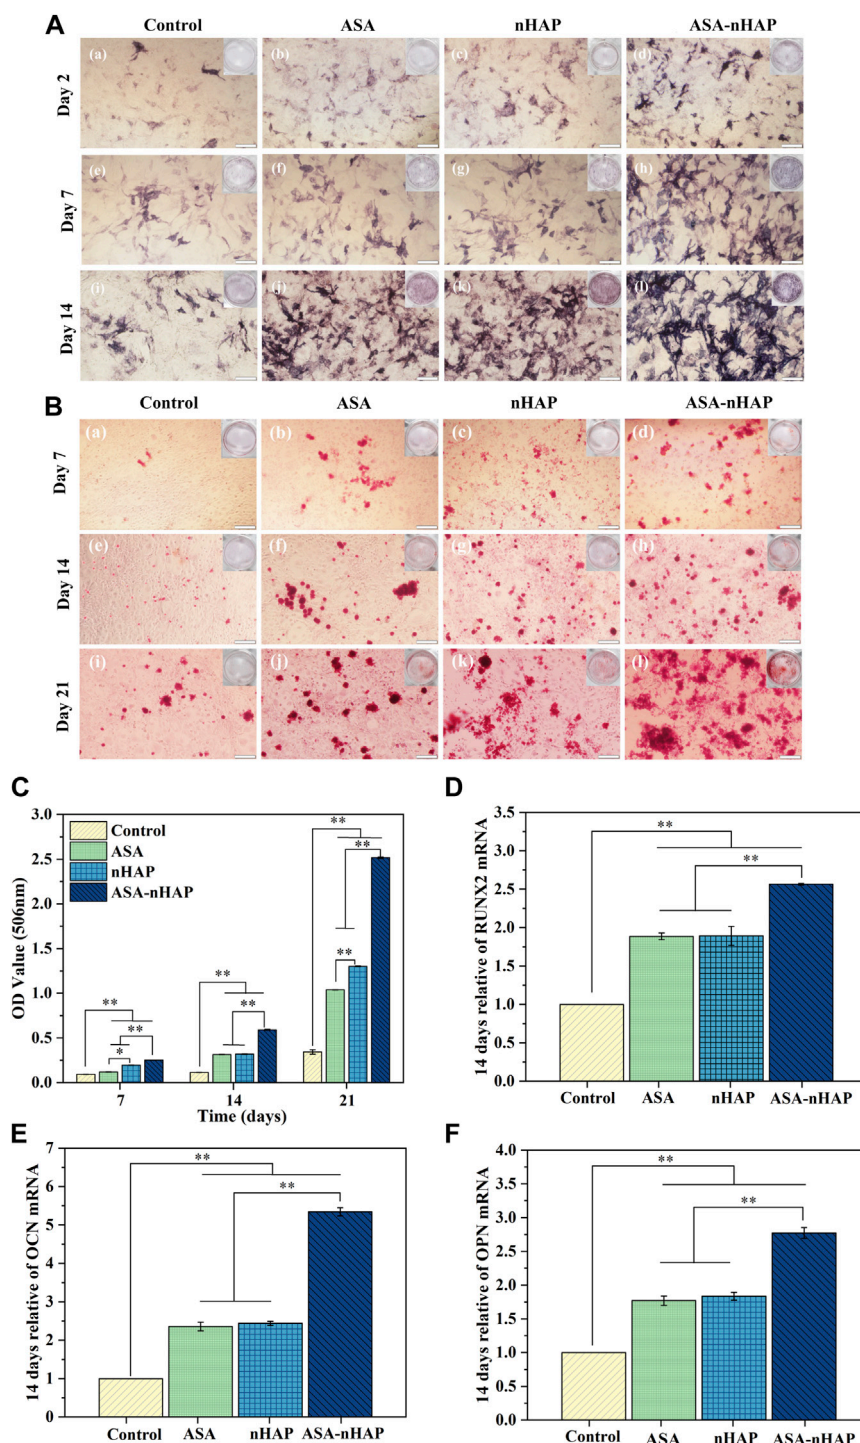 A
Control ASA nHAP ASA-nHAP
Day 2
(a) (b) (c) (d)
Day 7
(e) (f) (g) (h)
Day 14
(i) (j) (k) (l)
B
Control ASA nHAP ASA-nHAP
Day 7
(a) (b) (c) (d)
Day 14
(e) (f) (g) (h)
Day 21
(i) (j) (k) (l)
C
OD Value (506nm)
3.0
2.5
2.0
1.5
1.0
0.5
0.0
Control
ASA
nHAP
ASA-nHAP
** ** *
** **
** ** **
7 14 21
Time (days)
D
14 days relative of RUNX2 mRNA
3.5
3.0
2.5
2.0
1.5
1.0
0.5
0.0
**
**
Control ASA nHAP ASA-nHAP
E
14 days relative of OCN mRNA
7
6
5
4
3
2
1
0
**
**
Control ASA nHAP ASA-nHAP
F
14 days relative of OPN mRNA
4.0
3.5
3.0
2.5
2.0
1.5
1.0
0.5
0.0
**
**
Control ASA nHAP ASA-nHAP